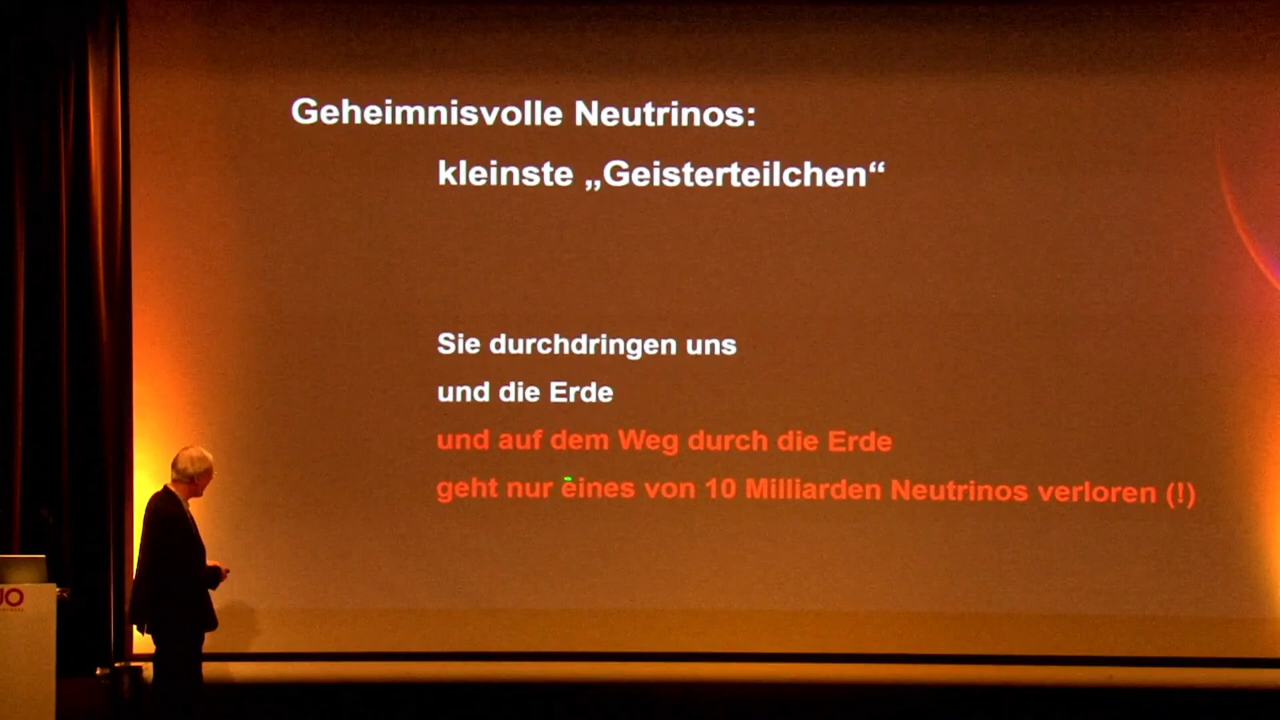 Geheimnisvolle Neutrinos:
kleinste „Geisterteilchen“
Sie durchdringen uns
und die Erde
und auf dem Weg durch die Erde
geht nur eines von 10 Milliarden Neutrinos verloren (!)